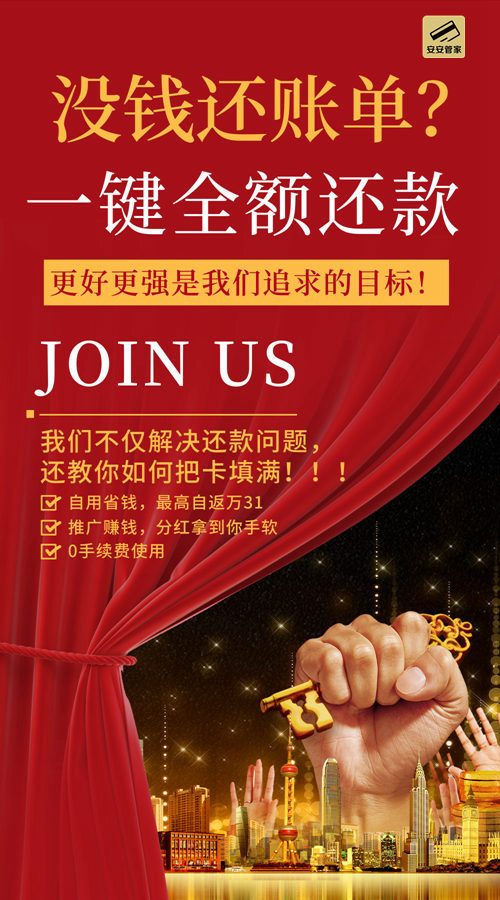 安安管家
没钱还账单？
一键全额还款
更好更强是我们追求的目标！
JOIN US
我们不仅解决还款问题，
还教你如何把卡填满！！！
自用省钱，最高自返万31
推广赚钱，分红拿到你手软
0手续费使用